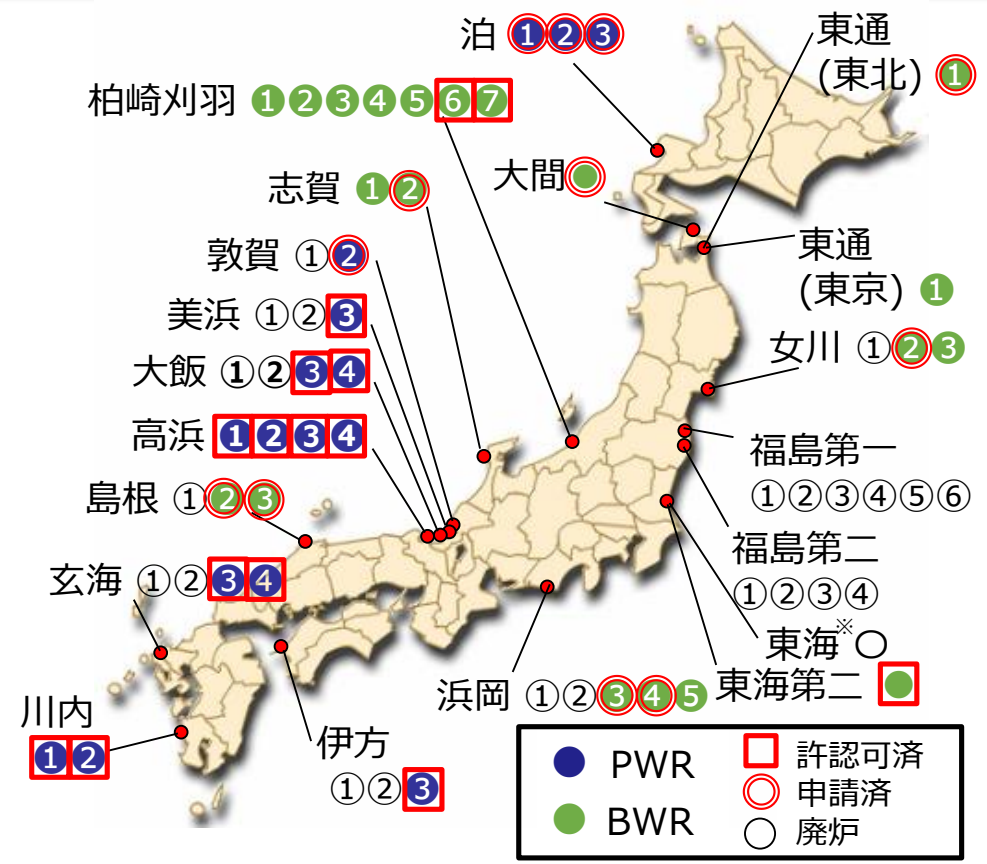 泊 ①②③
東通
(東北) ①
柏崎刈羽 ①②③④⑤⑥⑦
志賀 ①②
大間
敦賀 ①②
東通
(東京) ①
美浜 ①②③
女川 ①②③
大飯 ①②③④
高浜 ①②③④
福島第一
①②③④⑤⑥
島根 ①②③
福島第二
①②③④
玄海 ①②③④
東海※○
東海第二
浜岡 ①②③④⑤
川内
①②
伊方
①②③
PWR
BWR
許認可済
申請済
廃炉